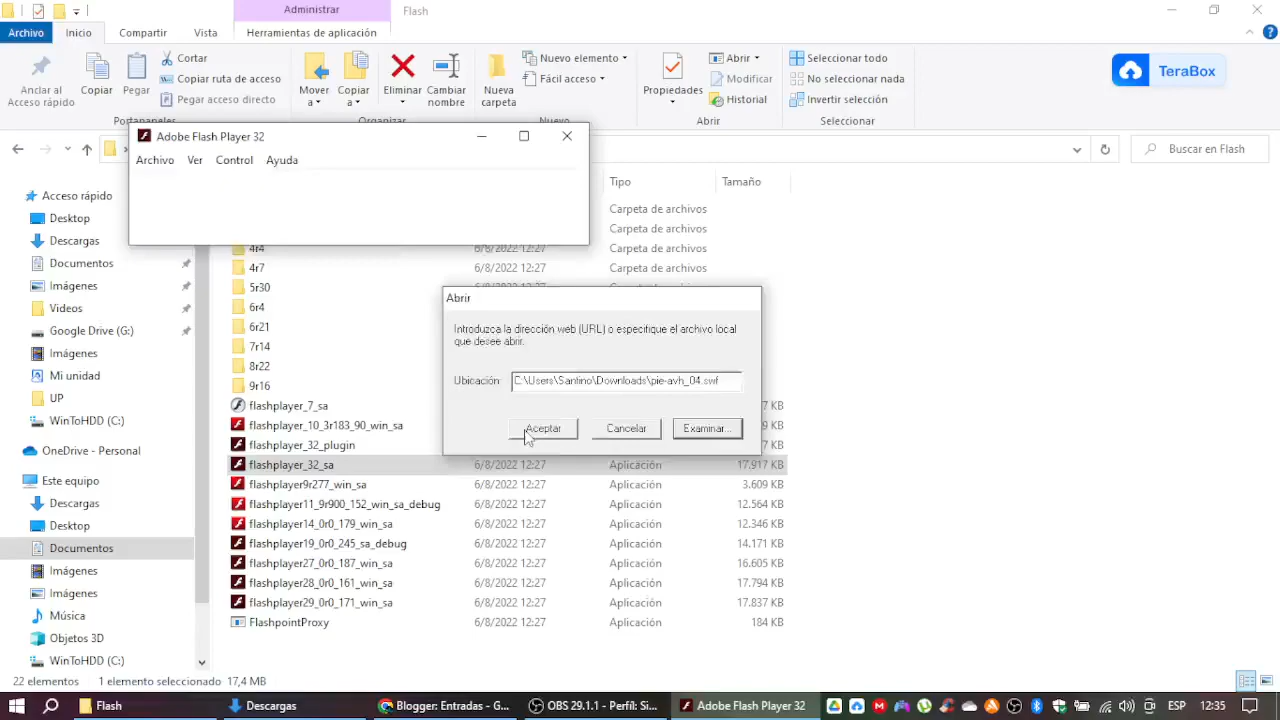 Administrar
Flash
Archivo
Inicio
Compartir
Vista
Herramientas de aplicación
Anclar al
Acceso rápido
Copiar
Pegar
Cortar
Copiar ruta de acceso
Pegar acceso directo
Portapapeles
Mover
a
Copiar
a
Eliminar
Cambiar
nombre
Organizar
Nueva
carpeta
Nuevo elemento
Fácil acceso
Nuevo
Propiedades
Abrir
Modificar
Historial
Abrir
Seleccionar todo
No seleccionar nada
Invertir selección
Seleccionar
TeraBox
Buscar en Flash
Adobe Flash Player 32
Archivo Ver Control Ayuda
Tipo Tamaño
Carpeta de archivos
Carpeta de archivos
4r4 6/8/2022 12:27 Carpeta de archivos
4r7 6/8/2022 12:27 Carpeta de archivos
5r30
6r4
6r21
7r14
8r22
9r16
flashplayer_7_sa 7 KB
flashplayer_10_3r183_90_win_sa 9 KB
flashplayer_32_plugin 7 KB
flashplayer_32_sa 6/8/2022 12:27 Aplicación 17.917 KB
flashplayer9r277_win_sa 6/8/2022 12:27 Aplicación 3.609 KB
flashplayer11_9r900_152_win_sa_debug 6/8/2022 12:27 Aplicación 12.564 KB
flashplayer14_0r0_179_win_sa 6/8/2022 12:27 Aplicación 12.346 KB
flashplayer19_0r0_245_sa_debug 6/8/2022 12:27 Aplicación 14.171 KB
flashplayer27_0r0_187_win_sa 6/8/2022 12:27 Aplicación 16.605 KB
flashplayer28_0r0_161_win_sa 6/8/2022 12:27 Aplicación 17.794 KB
flashplayer29_0r0_171_win_sa 6/8/2022 12:27 Aplicación 17.837 KB
FlashpointProxy 6/8/2022 12:27 Aplicación 184 KB
Abrir
Introduzca la dirección web (URL) o especifique el archivo local
que desee abrir.
Ubicación: C:\Users\Santino\Downloads\pie-avh_04.swf
Aceptar Cancelar Examinar...
Acceso rápido
Desktop
Descargas
Documentos
Imágenes
Videos
Google Drive (G:)
Imágenes
Mi unidad
UP
WinToHDD (C:)
OneDrive - Personal
Este equipo
Descargas
Desktop
Documentos
Imágenes
Imágenes
Música
Objetos 3D
WinToHDD (C:)
22 elementos 1 elemento seleccionado 17,4 MB
Flash
Descargas
Blogger: Entradas - G...
OBS 29.1.1 - Perfil: Si...
Adobe Flash Player 32
ESP 12:35